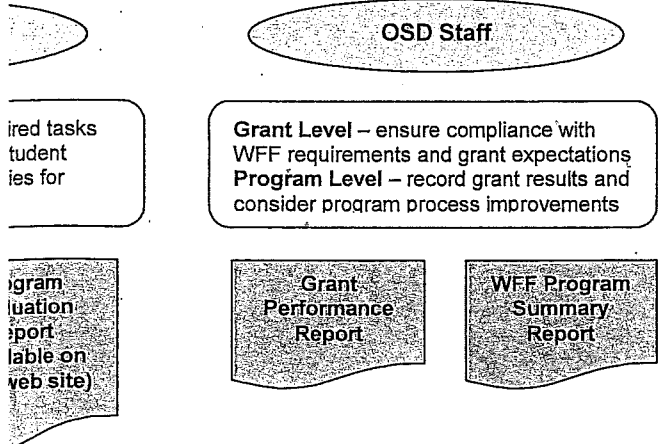 OSD Staff
ired tasks
tudent
ies for
Grant Level – ensure compliance with
WFF requirements and grant expectations
Program Level – record grant results and
consider program process improvements
ogram
luation
eport
lable on
web site)
Grant
Performance
Report
WFF Program
Summary
Report